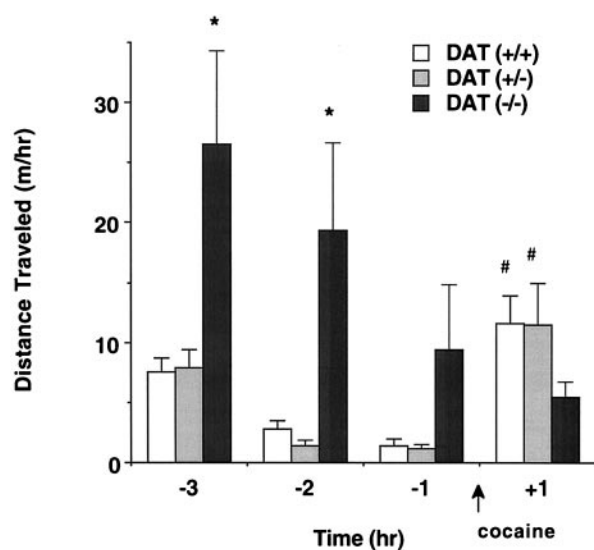 *
*
DAT (+/+)
DAT (+/-)
DAT (-/-)
Distance Traveled (m/hr)
30
20
10
0
# #
-3 -2 -1 +1
Time (hr)
cocaine